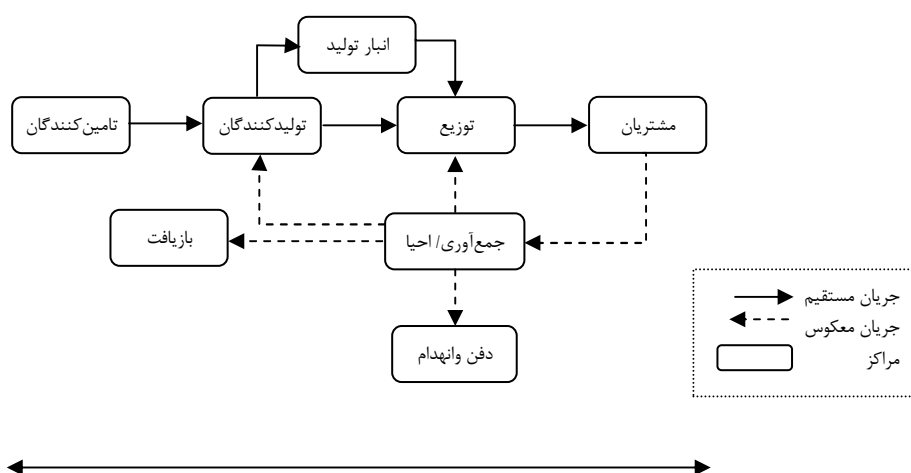 انبار تولید
تامین‌کنندگان
تولیدکنندگان
توزیع
مشتریان
بازیافت
جمع‌آوری/ احیا
دفن وانهدام
جریان مستقیم
جریان معکوس
مراکز